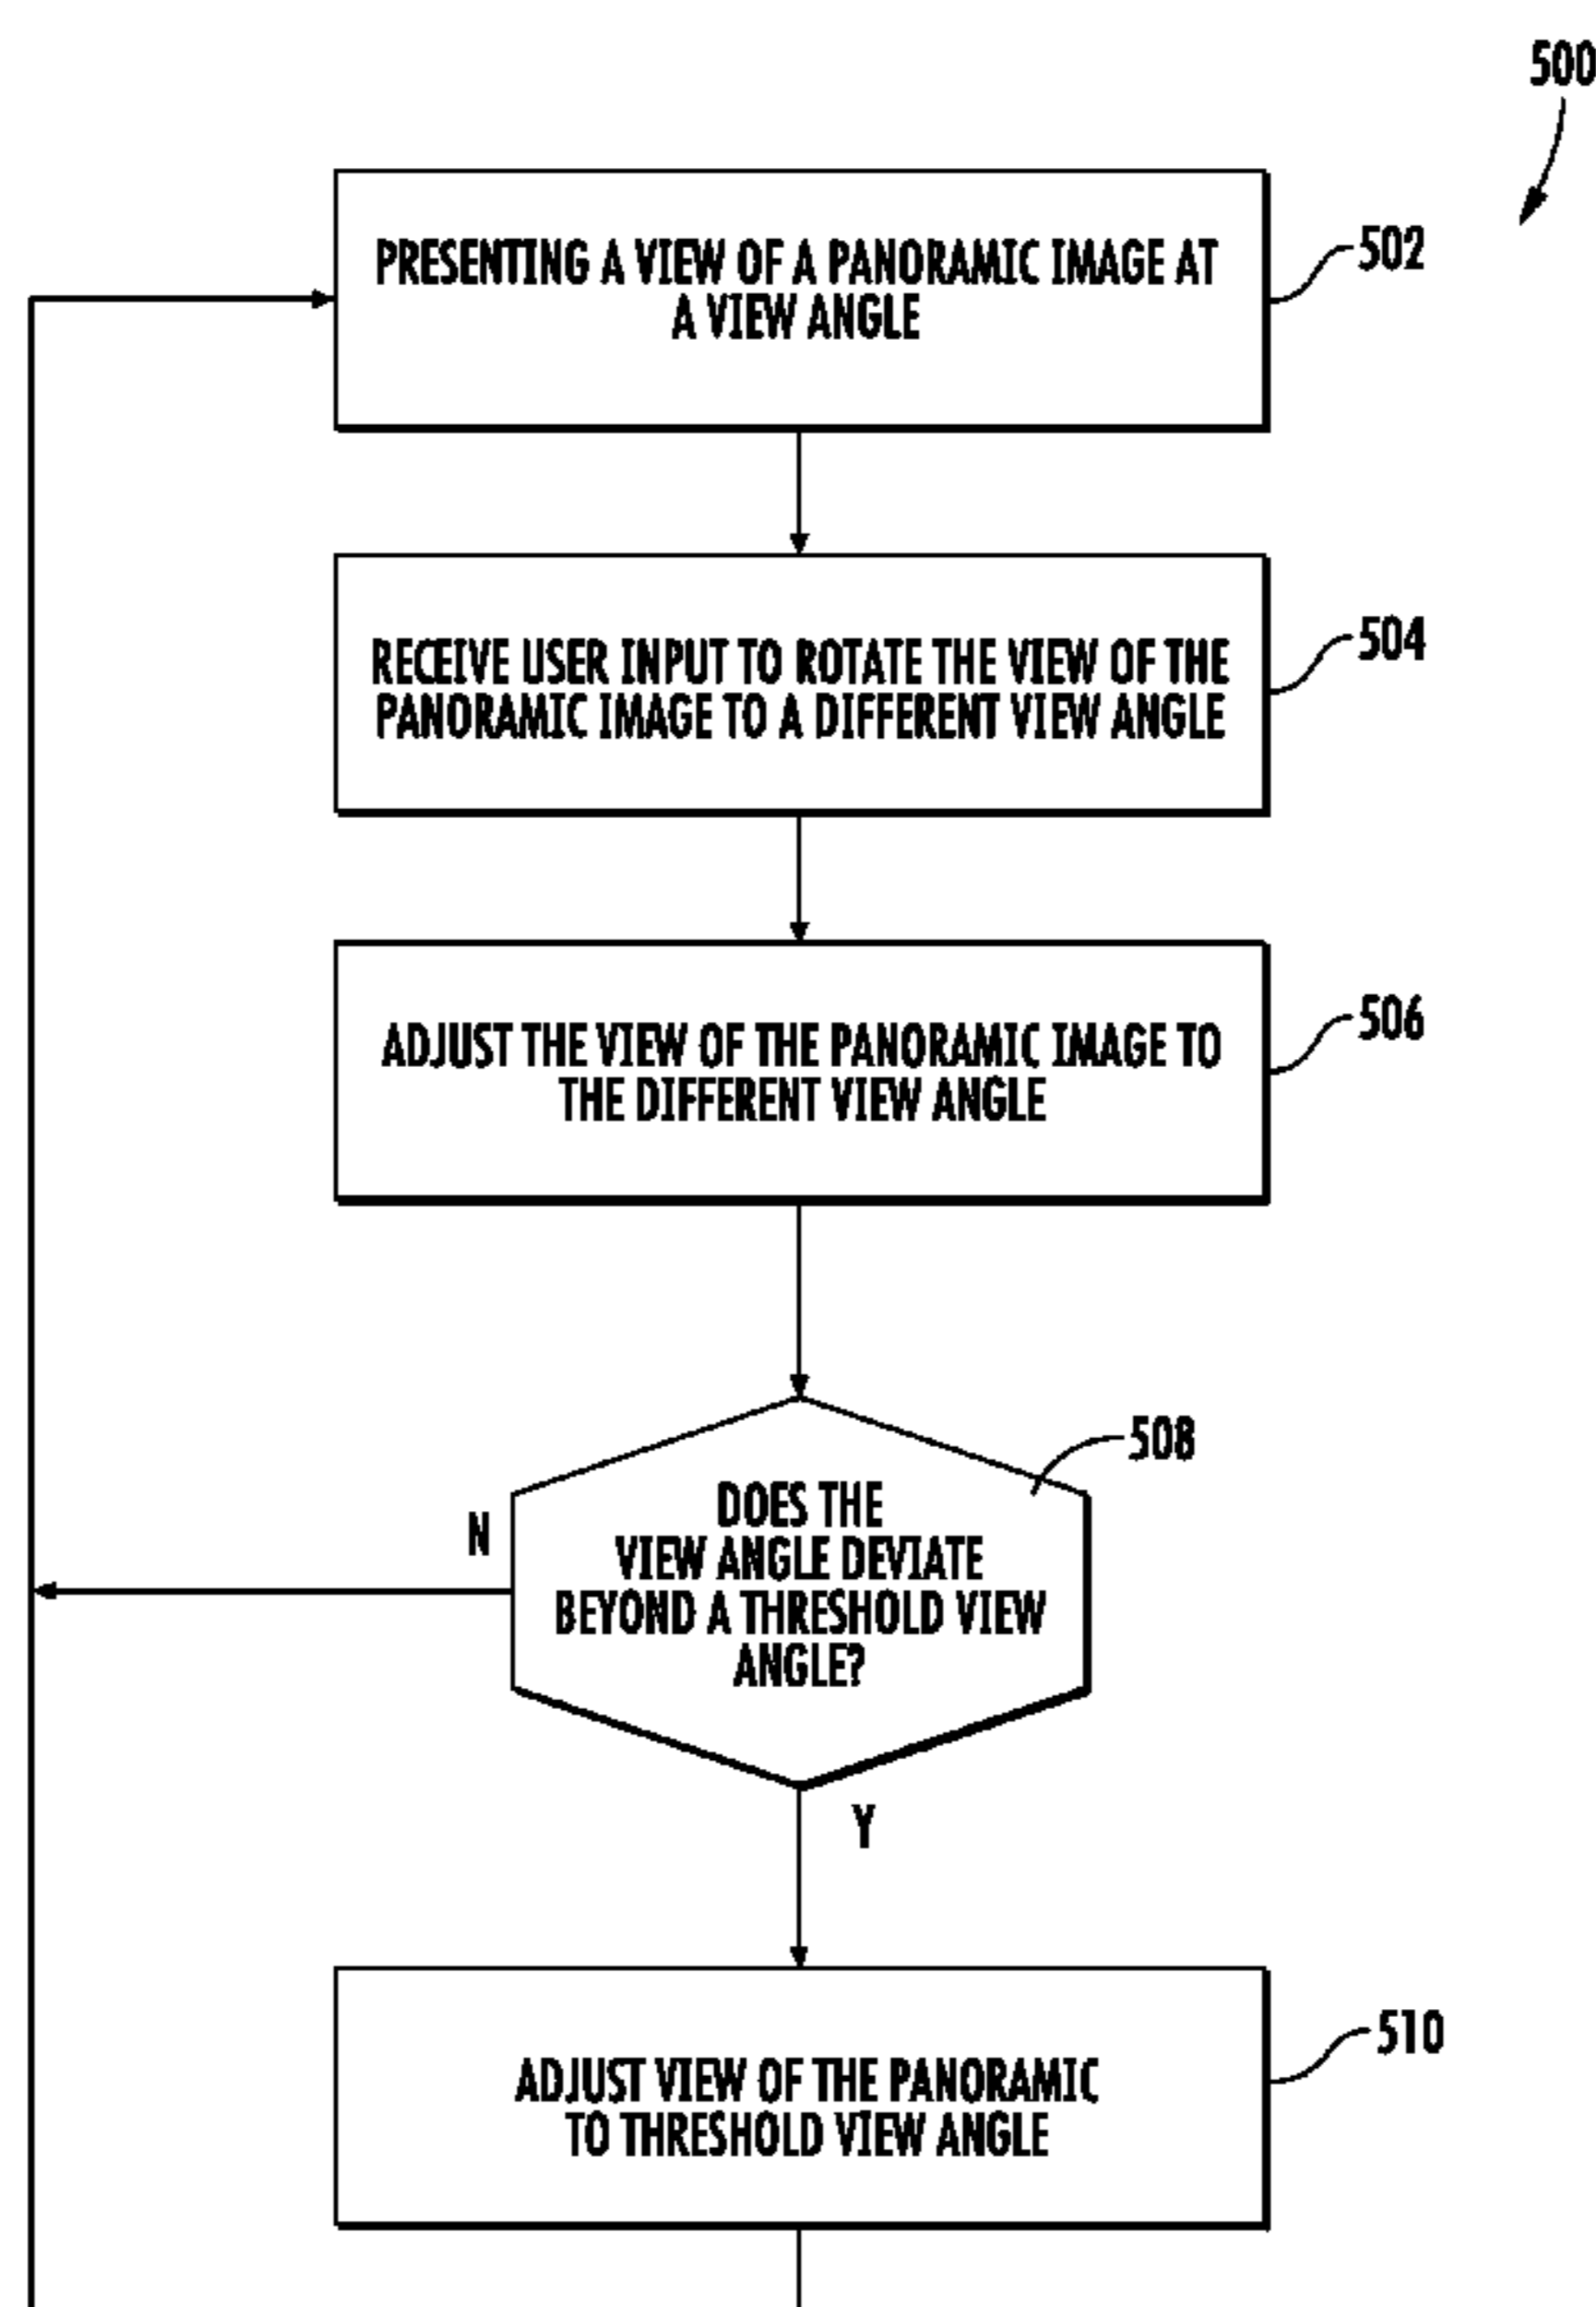 500
PRESENTING A VIEW OF A PANORAMIC IMAGE AT
A VIEW ANGLE
502
RECEIVE USER INPUT TO ROTATE THE VIEW OF THE
PANORAMIC IMAGE TO A DIFFERENT VIEW ANGLE
504
ADJUST THE VIEW OF THE PANORAMIC IMAGE TO
THE DIFFERENT VIEW ANGLE
506
508
DOES THE
VIEW ANGLE DEVIATE
BEYOND A THRESHOLD VIEW
ANGLE?
N
Y
ADJUST VIEW OF THE PANORAMIC
TO THRESHOLD VIEW ANGLE
510